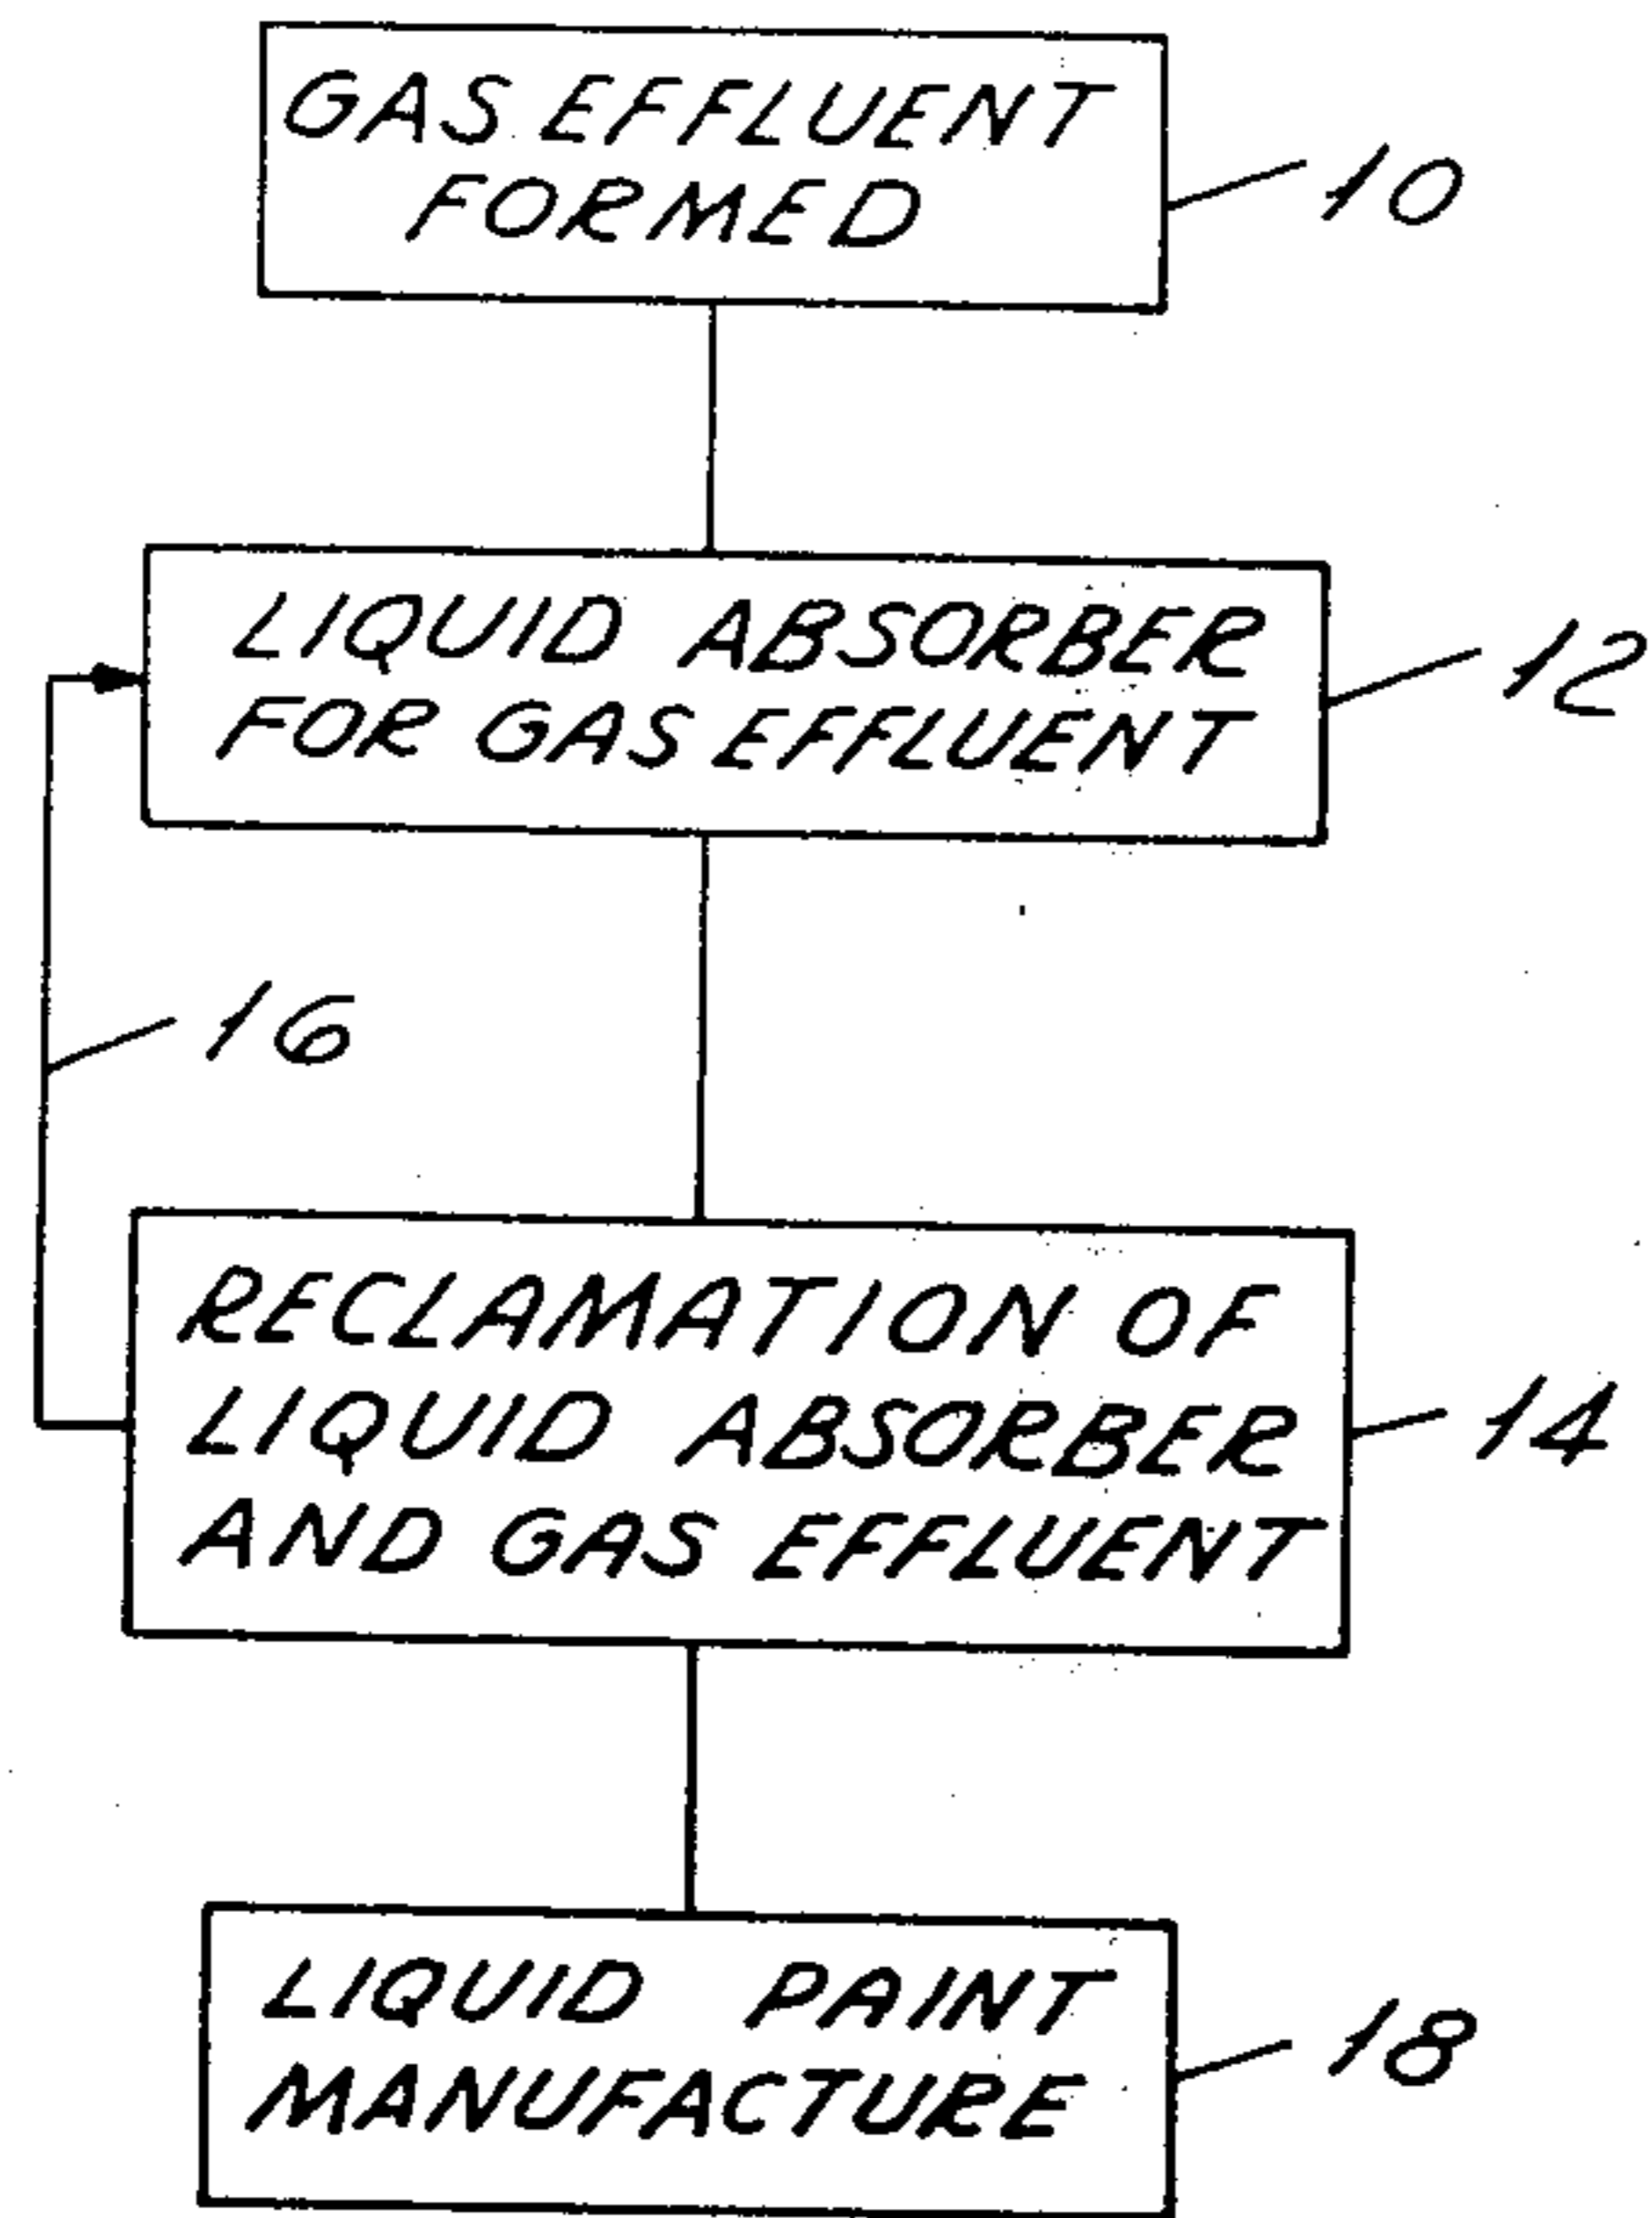 GAS EFFLUENT
FORMED
10
LIQUID ABSORBER
FOR GAS EFFLUENT
12
16
RECLAMATION OF
LIQUID ABSORBER
AND GAS EFFLUENT
14
LIQUID PAINT
MANUFACTURE
18